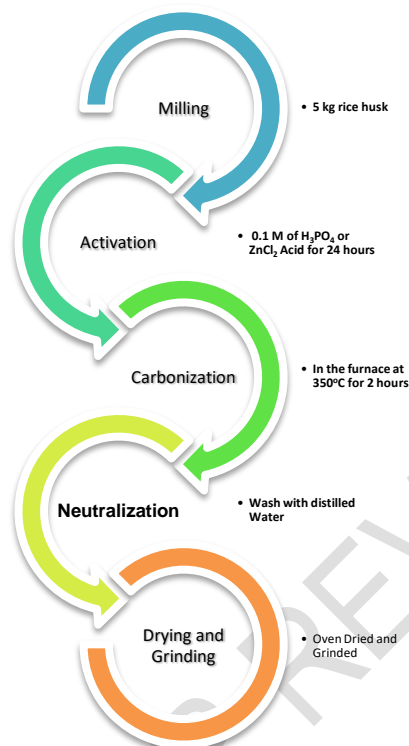 Milling
• 5 kg rice husk
Activation
• 0.1 M of H₃PO₄ or
ZnCl₂ Acid for 24 hours
Carbonization
• In the furnace at
350⁰C for 2 hours
Neutralization
• Wash with distilled
Water
Drying and
Grinding
• Oven Dried and
Grinded